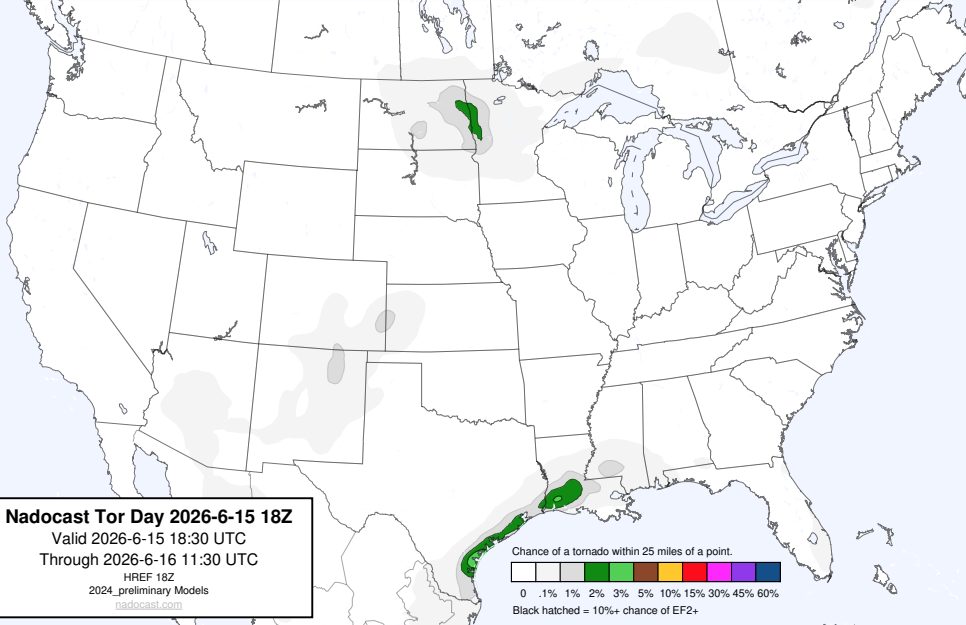 Nadocast Tor Day 2026-6-15 18Z
Valid 2026-6-15 18:30 UTC
Through 2026-6-16 11:30 UTC
HREF 18Z
2024_preliminary Models
nadocast.com
Chance of a tornado within 25 miles of a point.
0 .1% 1% 2% 3% 5% 10% 15% 30% 45% 60%
Black hatched = 10%+ chance of EF2+